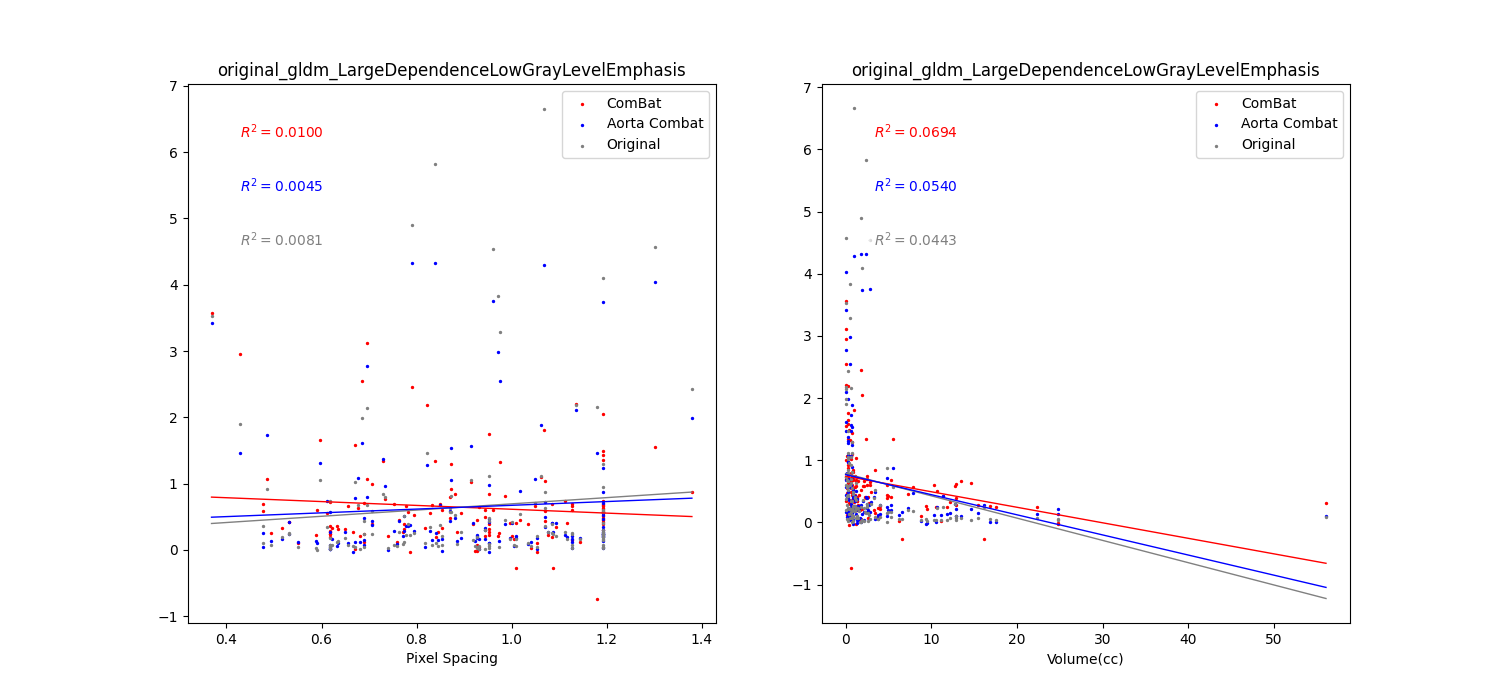 original_gldm_LargeDependenceLowGrayLevelEmphasis
7
6
5
4
3
2
1
0
−1
R² = 0.0100
R² = 0.0045
R² = 0.0081
ComBat
Aorta Combat
Original
0.4 0.6 0.8 1.0 1.2 1.4
Pixel Spacing
original_gldm_LargeDependenceLowGrayLevelEmphasis
7
6
5
4
3
2
1
0
−1
R² = 0.0694
R² = 0.0540
R² = 0.0443
ComBat
Aorta Combat
Original
0 10 20 30 40 50
Volume(cc)